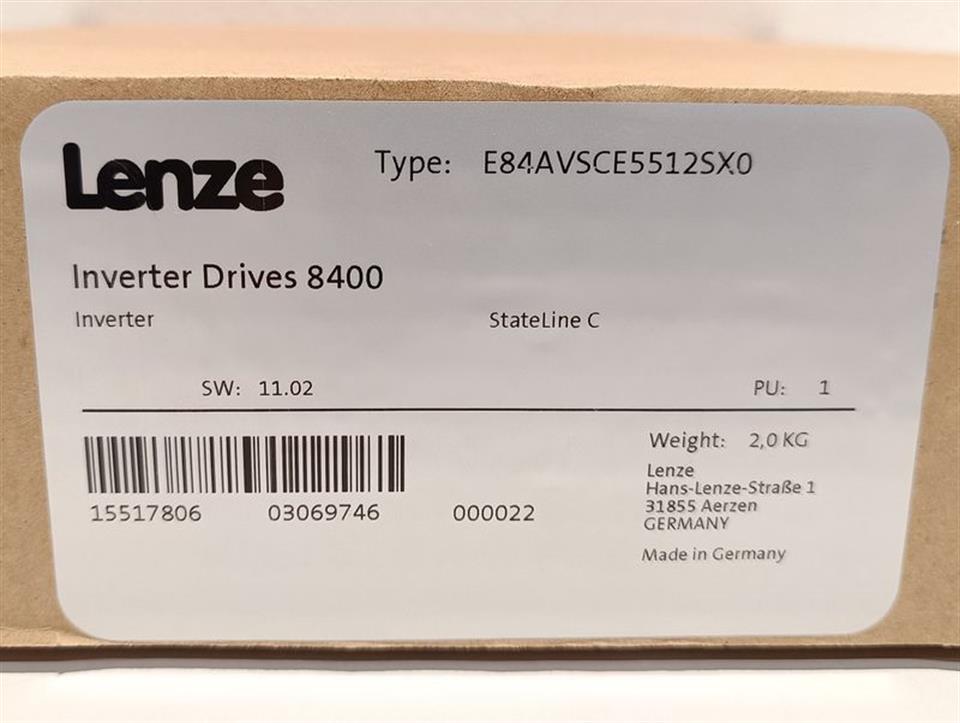 Lenze Type: E84AVSCE5512SX0
Inverter Drives 8400
Inverter StateLine C
SW: 11.02 PU: 1
Weight: 2,0 KG
15517806 03069746 000022
Lenze
Hans-Lenze-Straße 1
31855 Aerzen
GERMANY
Made in Germany